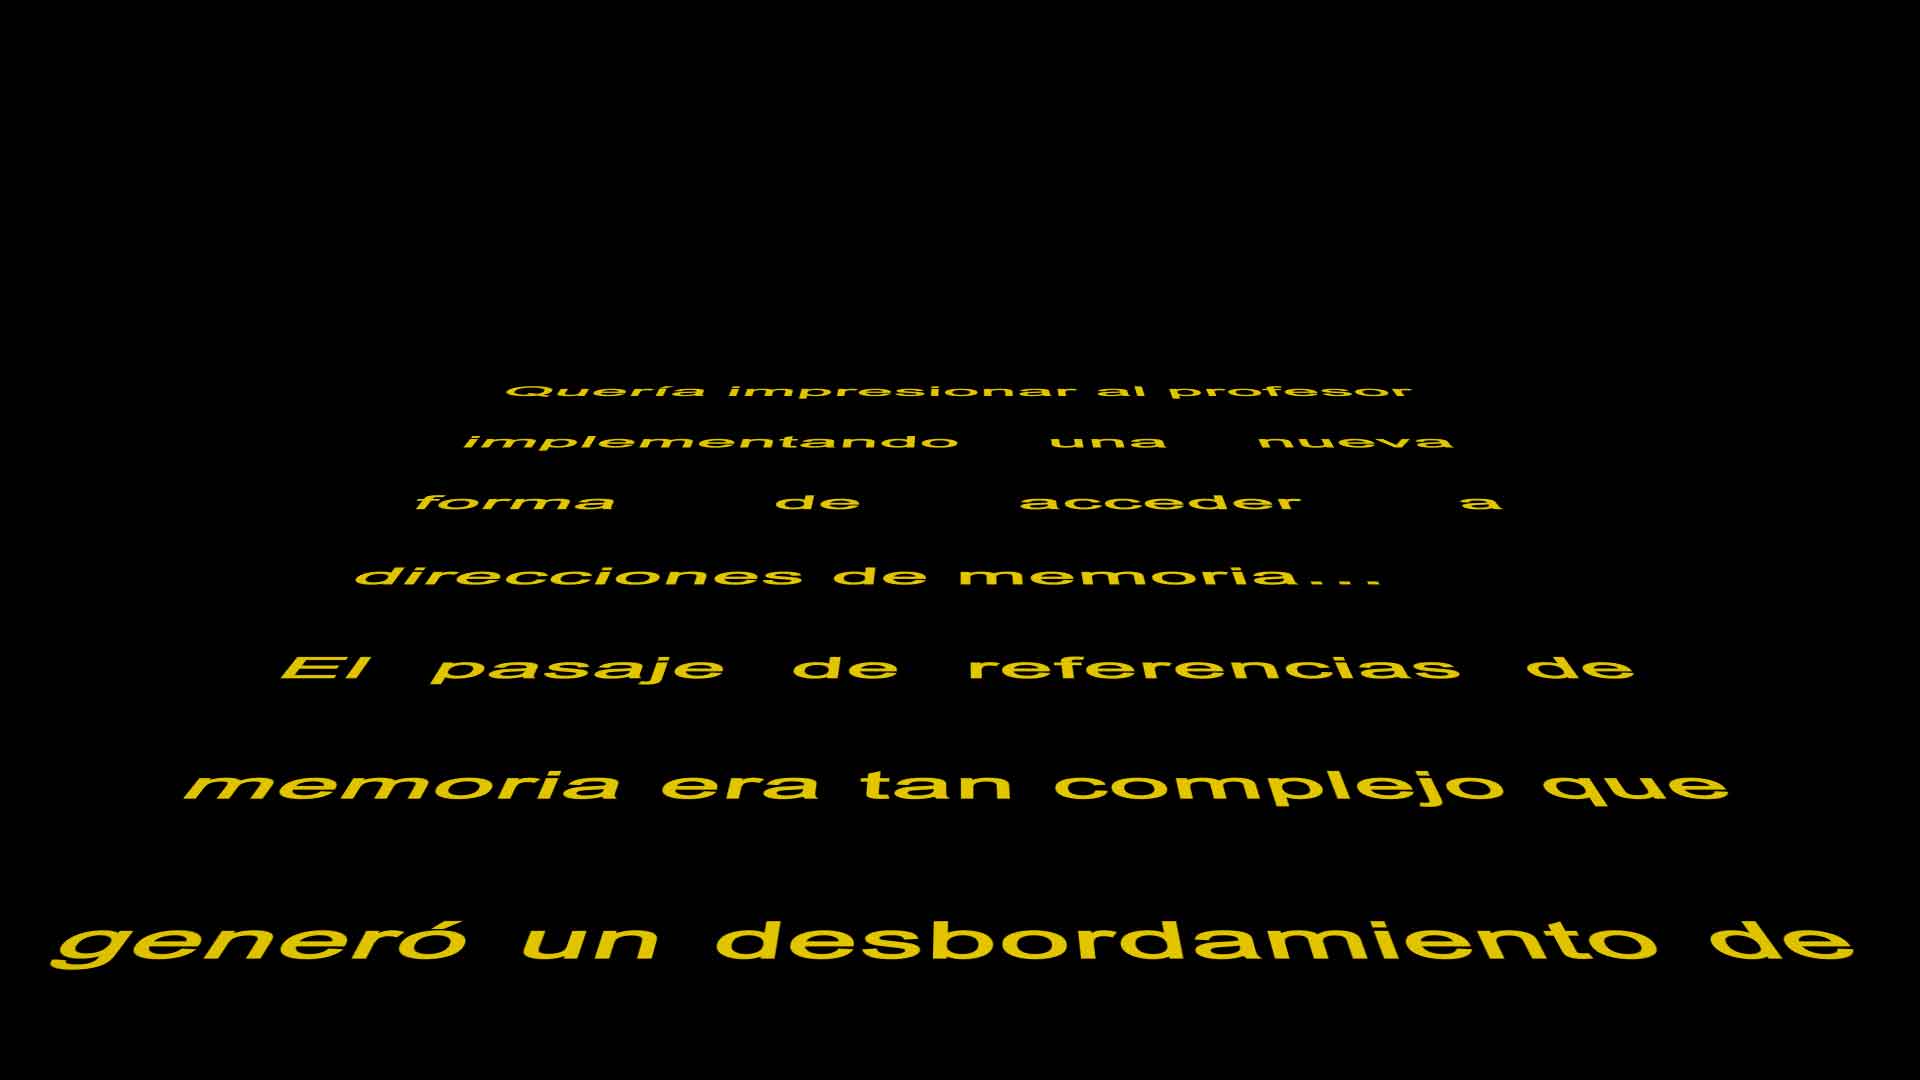 Quería impresionar al profesor
implementando una nueva
forma de acceder a
direcciones de memoria...
El pasaje de referencias de
memoria era tan complejo que
generó un desbordamiento de